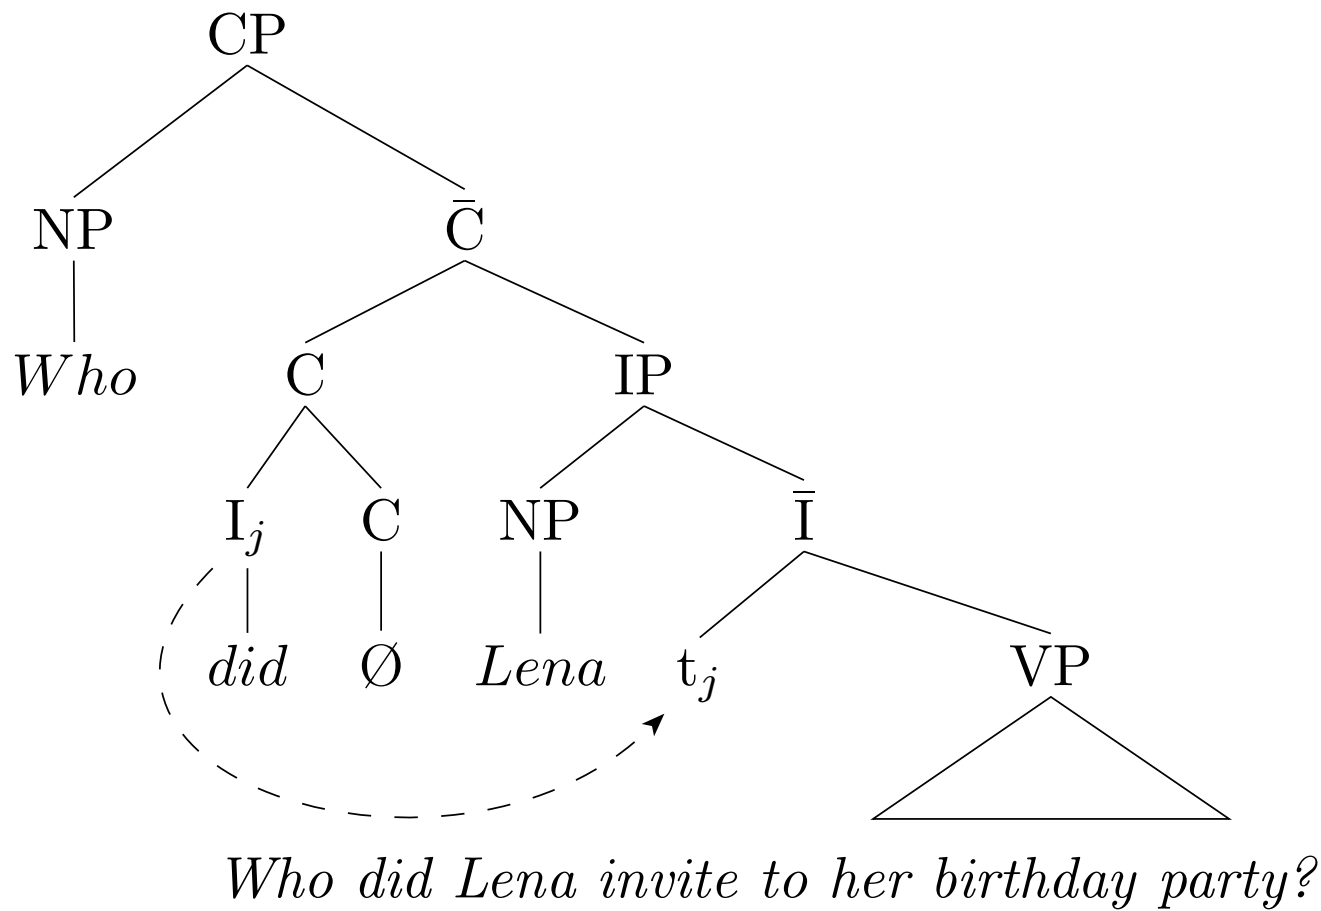 CP
NP C̄
Who C IP
I_j C NP Ī
did Ø Lena t_j VP
Who did Lena invite to her birthday party?